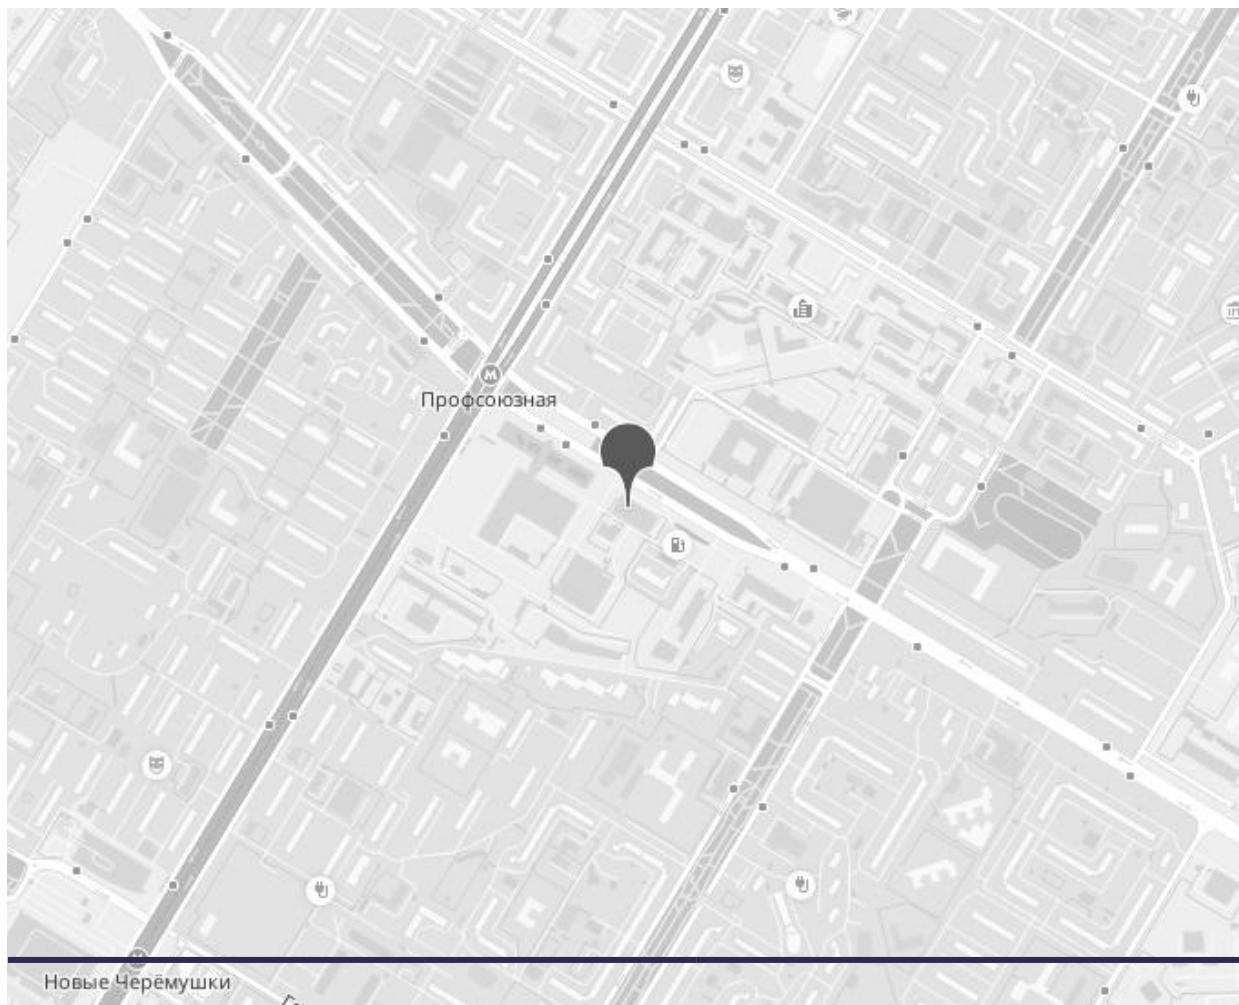 М
Профсоюзная
Новые Черёмушки